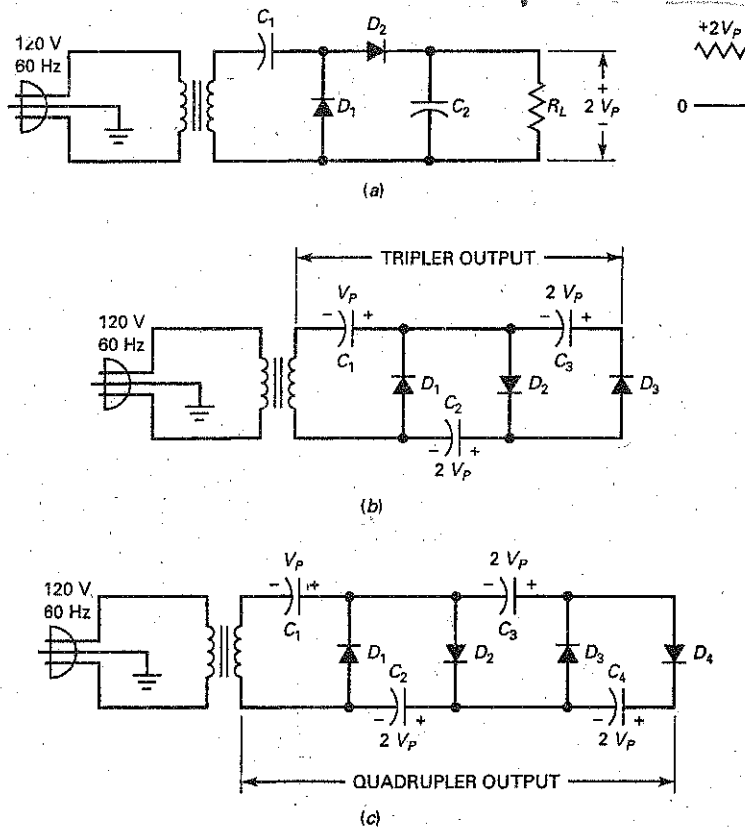 C1
D2
120 V
60 Hz
D1
C2
RL
+
2 VP
-
+2VP
0
(a)
TRIPLER OUTPUT
VP
2 VP
120 V
60 Hz
- +
- +
C1
C3
D1
D2
D3
C2
- +
2 VP
(b)
VP
2 VP
120 V
60 Hz
- +
- +
C1
C3
D1
D2
D3
D4
C2
C4
- +
- +
2 VP
2 VP
QUADRUPLER OUTPUT
(c)